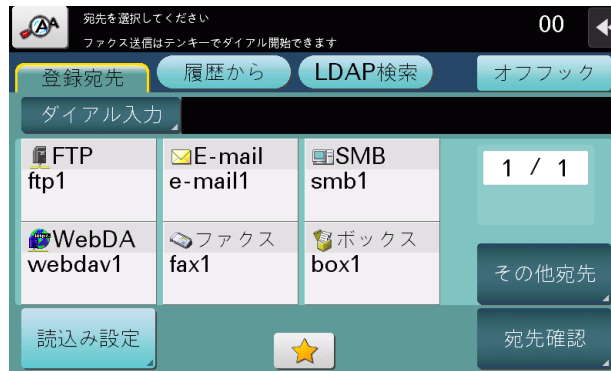 宛先を選択してください
00
ファクス送信はテンキーでダイアル開始できます
登録宛先
履歴から
LDAP検索
オフフック
ダイアル入力
FTP
ftp1
E-mail
e-mail1
SMB
smb1
1 / 1
WebDA
webdav1
ファクス
fax1
ボックス
box1
その他宛先
読込み設定
宛先確認